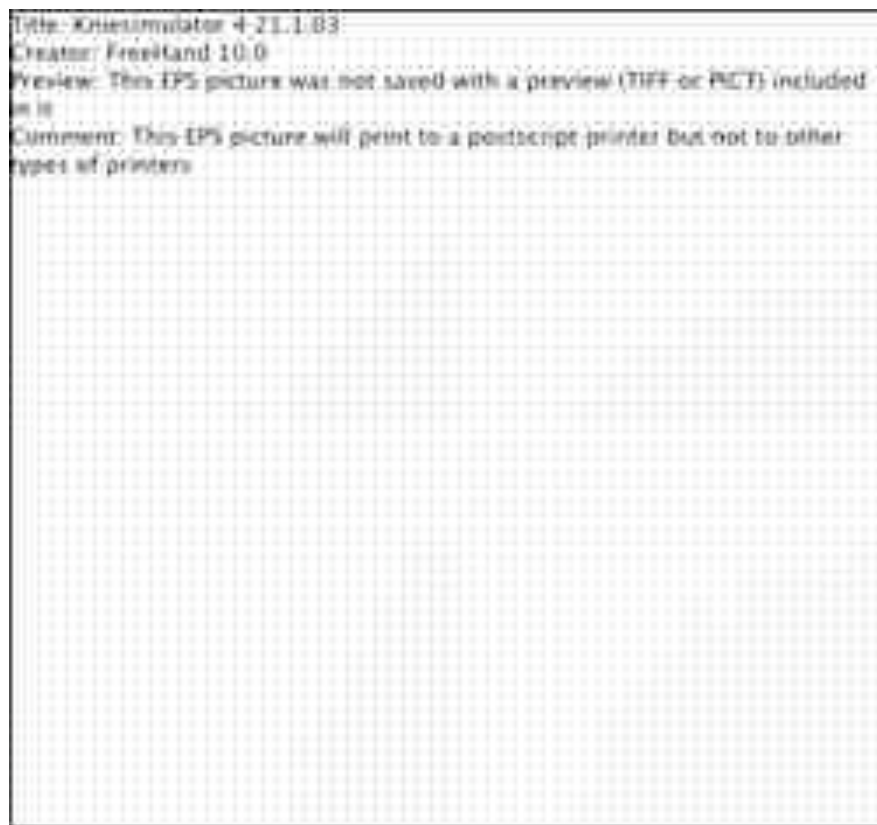 Title: Kniesimulator 4-21.1.03
Creator: FreeHand 10.0
Preview: This EPS picture was not saved with a preview (TIFF or PICT) included
in it
Comment: This EPS picture will print to a postscript printer but not to other
types of printers